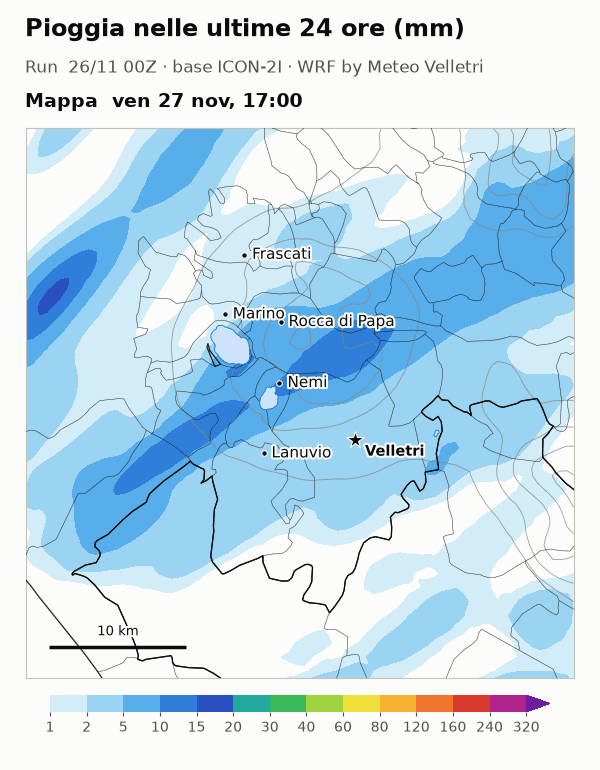 Pioggia nelle ultime 24 ore (mm)
Run  26/11 00Z · base ICON-2I · WRF by Meteo Velletri
Mappa  ven 27 nov, 17:00
Frascati
Marino
Rocca di Papa
Nemi
Velletri
Lanuvio
10 km
1 2 5 10 15 20 30 40 60 80 120 160 240 320